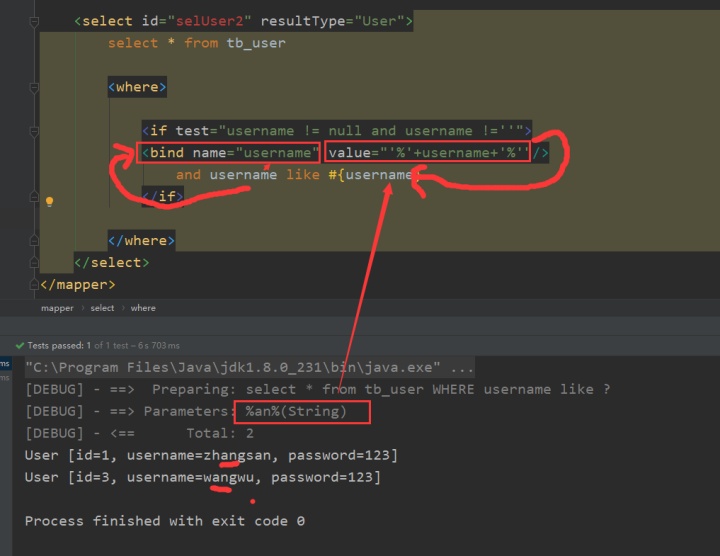 <select id="selUser2" resultType="User">
select * from tb_user
<where>
<if test="username != null and username !=''">
<bind name="username" value="'%'+username+'%'"/>
and username like #{username}
</if>
</where>
</select>
</mapper>
mapper › select › where
Tests passed: 1 of 1 test – 6 s 703 ms
ms "C:\Program Files\Java\jdk1.8.0_231\bin\java.exe" ...
ms [DEBUG] - ==>  Preparing: select * from tb_user WHERE username like ?
[DEBUG] - ==> Parameters: %an%(String)
[DEBUG] - <==      Total: 2
User [id=1, username=zhangsan, password=123]
User [id=3, username=wangwu, password=123]
Process finished with exit code 0